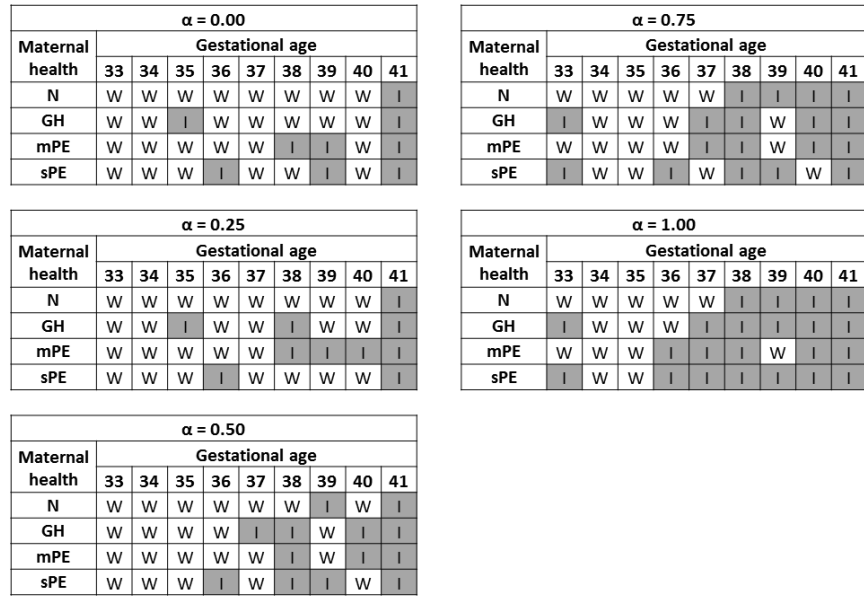 α = 0.00
Maternal health Gestational age
33 34 35 36 37 38 39 40 41
N W W W W W W W W I
GH W W I W W W W W I
mPE W W W W W I I W I
sPE W W W I W W I W I
α = 0.75
Maternal health Gestational age
33 34 35 36 37 38 39 40 41
N W W W W W I I I I
GH I W W W I I W I I
mPE W W W W I I W I I
sPE I W W I W I I W I
α = 0.25
Maternal health Gestational age
33 34 35 36 37 38 39 40 41
N W W W W W W W W I
GH W W I W W I W W I
mPE W W W W W I I I I
sPE W W W I W W W W I
α = 1.00
Maternal health Gestational age
33 34 35 36 37 38 39 40 41
N W W W W W I I I I
GH I W W W I I I I I
mPE W W W I I I W I I
sPE I W W I I I I I I
α = 0.50
Maternal health Gestational age
33 34 35 36 37 38 39 40 41
N W W W W W W I W I
GH W W W W I I W I I
mPE W W W W W I W I I
sPE W W W I W I I W I